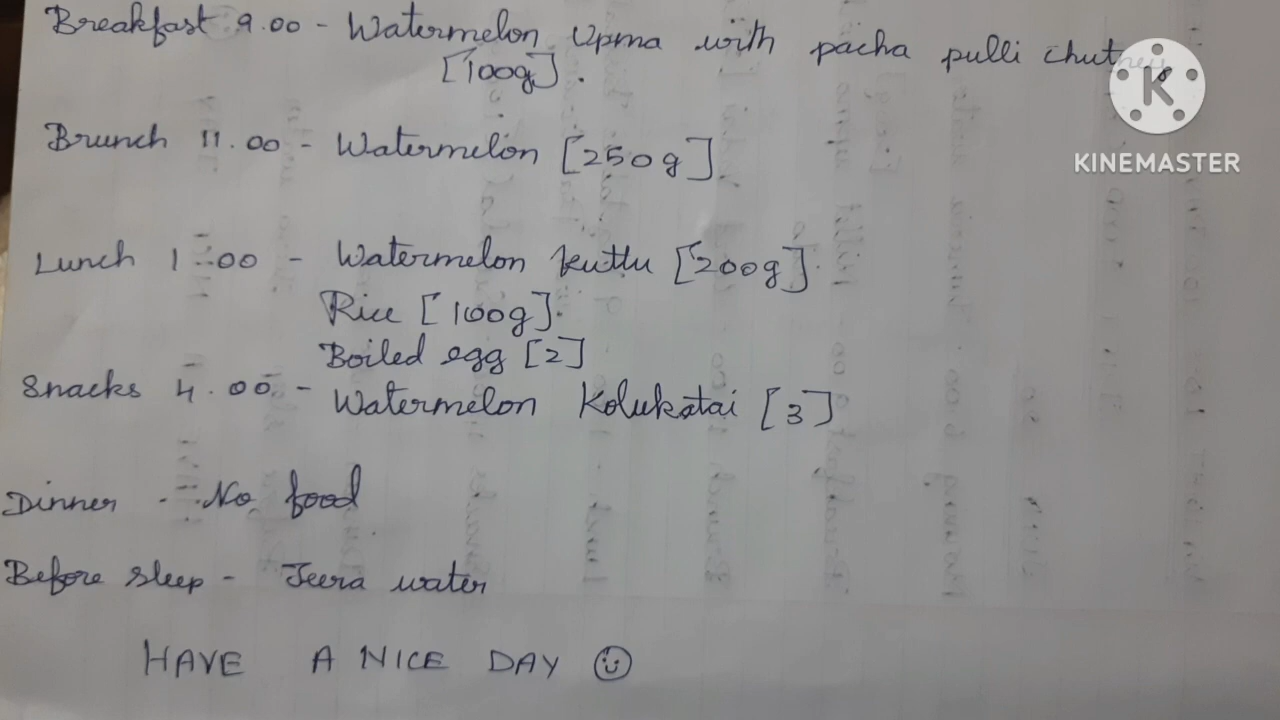 Breakfast 9.00 - Watermelon Upma with pacha pulli chutney
[100g].
KINEMASTER
Brunch 11.00 - Watermelon [250g]
Lunch 1.00 - Watermelon kuttu [200g].
Rice [100g].
Boiled egg [2]
Snacks 4.00 - Watermelon Kolukatai [3]
Dinner - No food
Before sleep - Jeera water
HAVE A NICE DAY